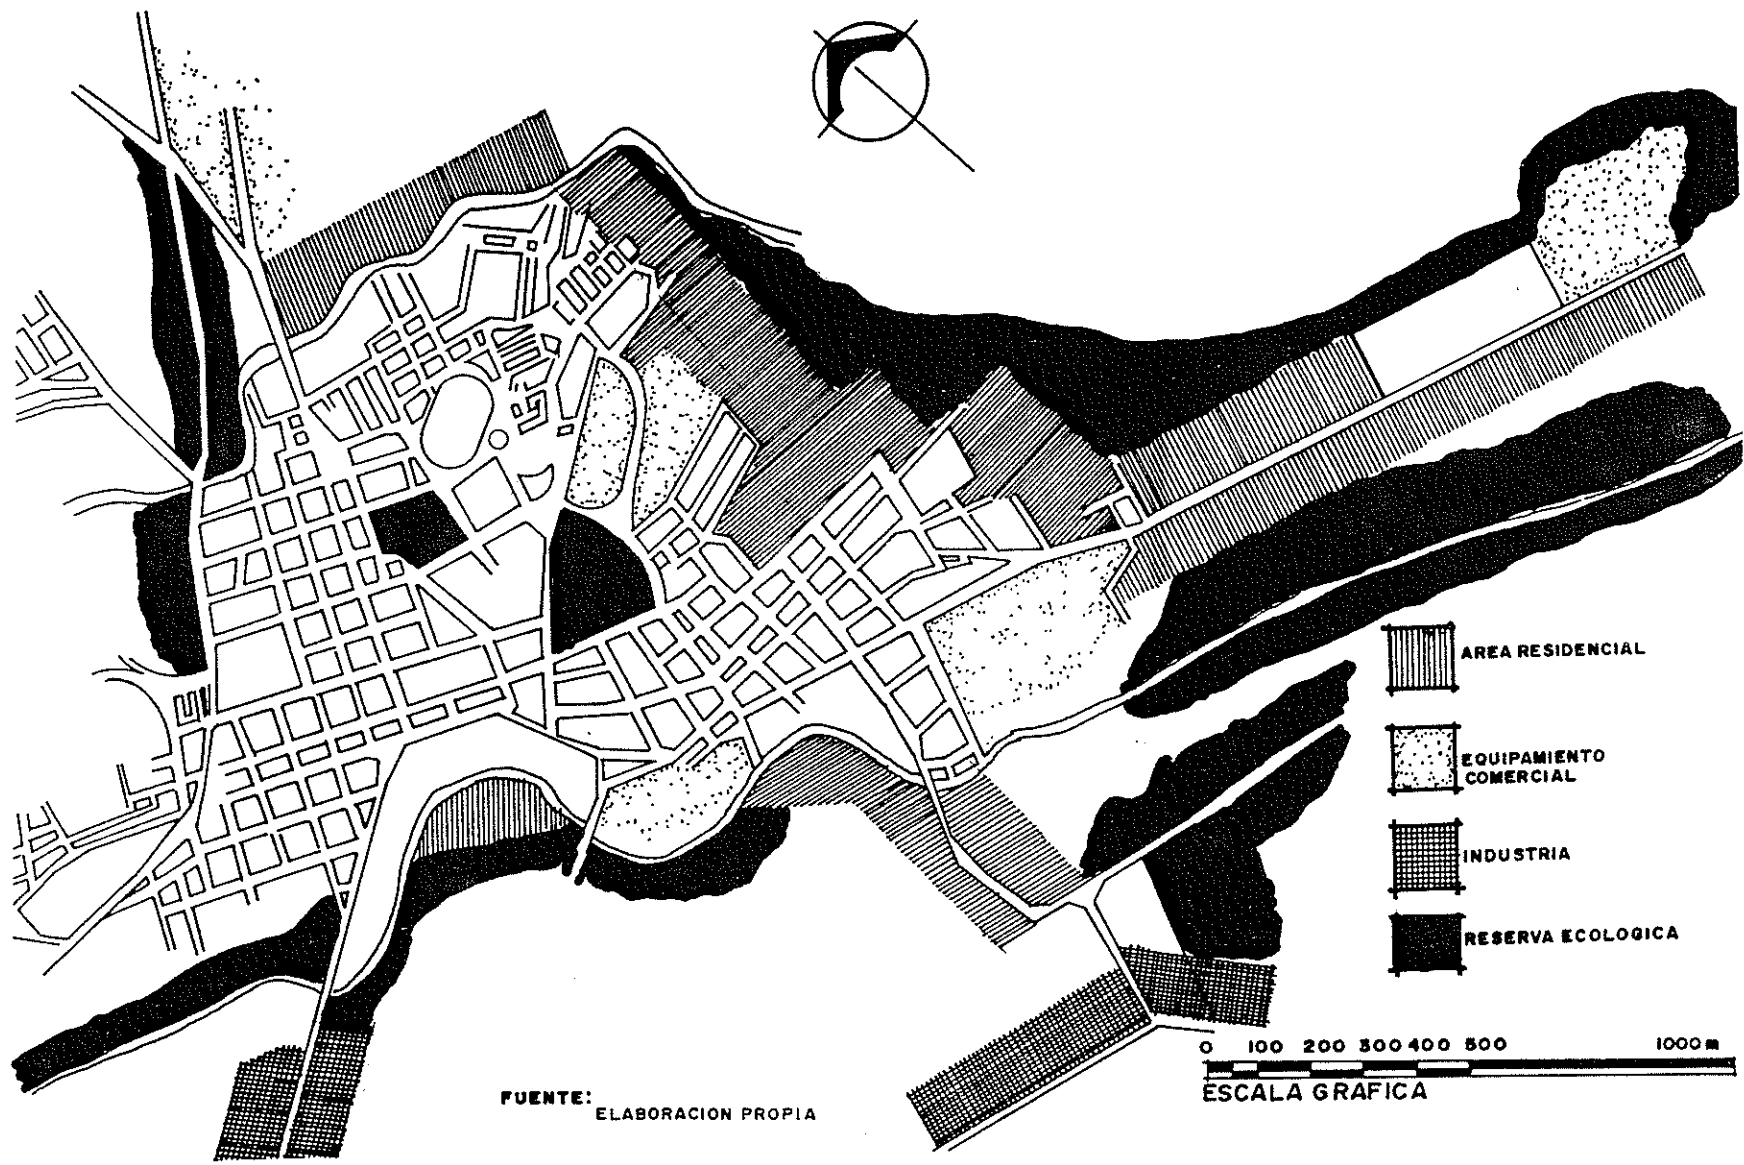 AREA RESIDENCIAL
EQUIPAMIENTO
COMERCIAL
INDUSTRIA
RESERVA ECOLOGICA
0 100 200 300 400 500 1000 m
ESCALA GRAFICA
FUENTE:
ELABORACION PROPIA